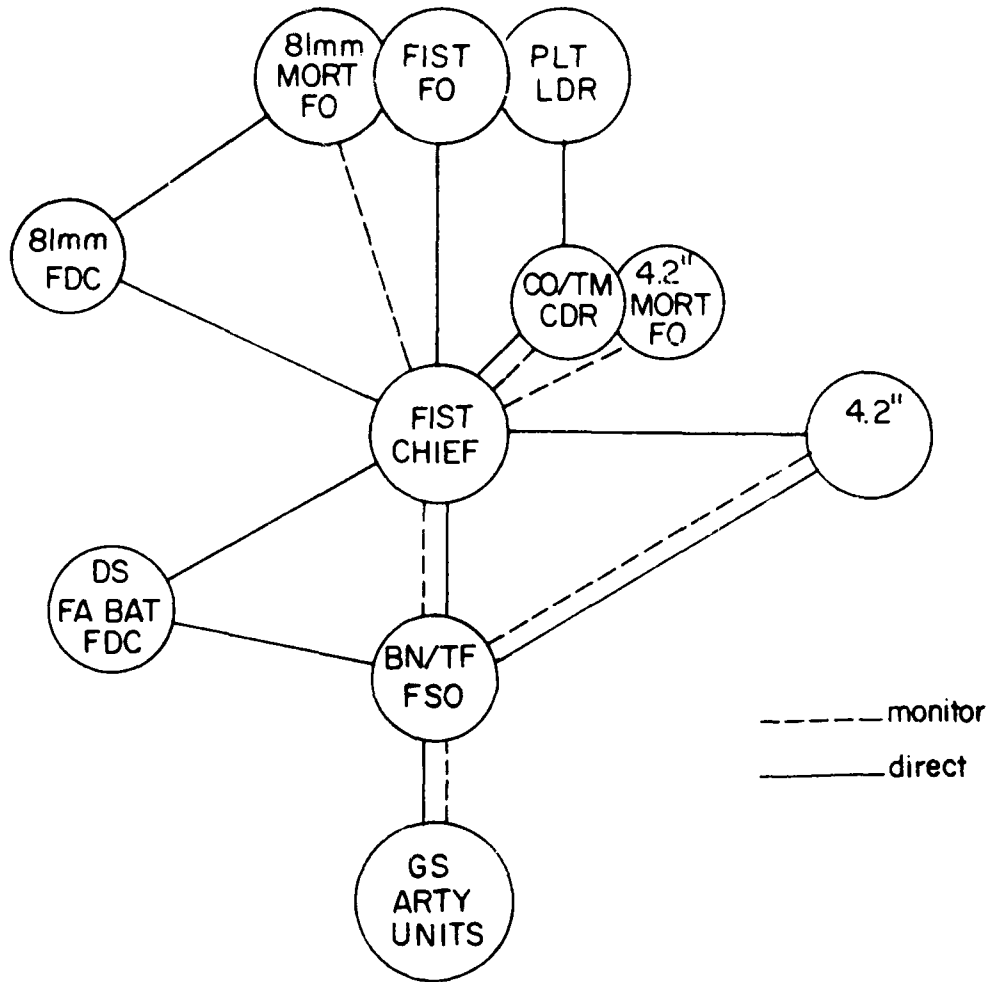 81mm
MORT
FO
FIST
FO
PLT
LDR
81mm
FDC
CO/TM
CDR
4.2"
MORT
FO
FIST
CHIEF
4.2"
DS
FA BAT
FDC
BN/TF
FSO
monitor
direct
GS
ARTY
UNITS